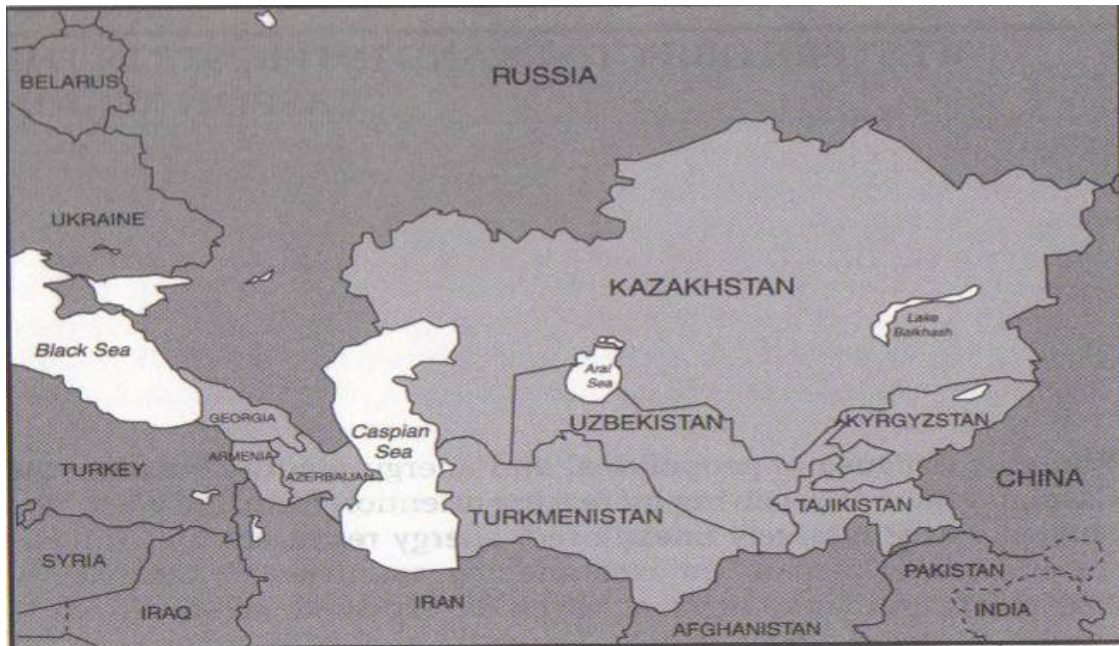 RUSSIA
BELARUS
UKRAINE
KAZAKHSTAN
Lake
Balkhash
Black Sea
Aral
Sea
GEORGIA
UZBEKISTAN
KYRGYZSTAN
Caspian
Sea
ARMENIA
TURKEY
AZERBAIJAN
CHINA
TURKMENISTAN
TAJIKISTAN
SYRIA
PAKISTAN
IRAQ
IRAN
INDIA
AFGHANISTAN